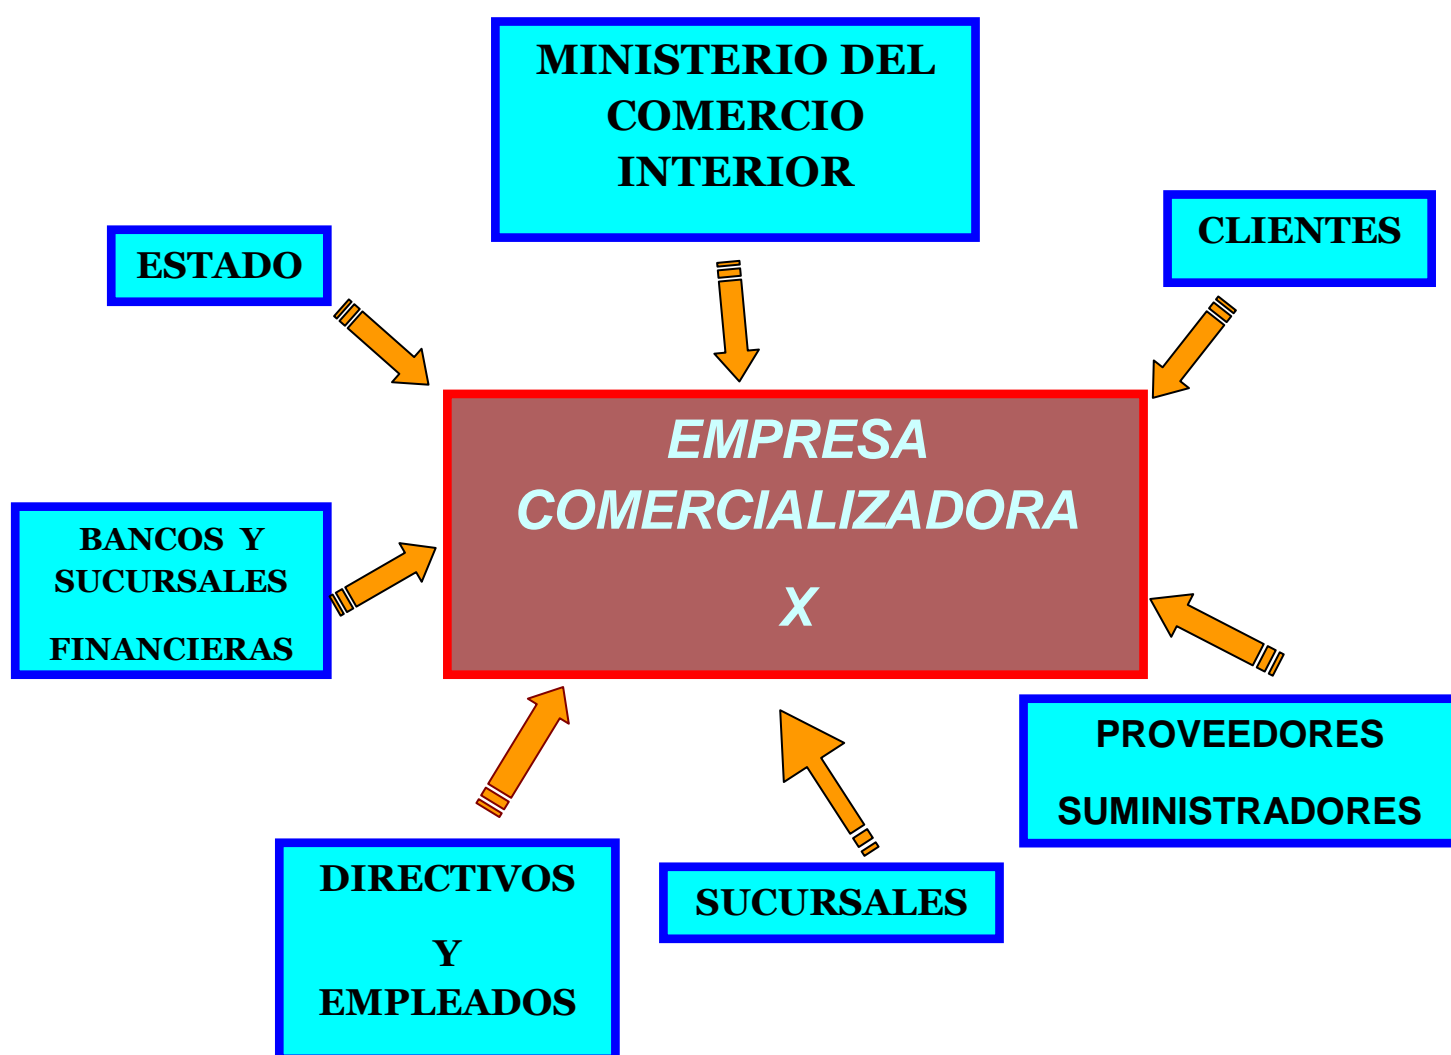 MINISTERIO DEL
COMERCIO
INTERIOR
CLIENTES
ESTADO
EMPRESA
COMERCIALIZADORA
X
BANCOS Y
SUCURSALES
FINANCIERAS
PROVEEDORES
SUMINISTRADORES
DIRECTIVOS
Y
EMPLEADOS
SUCURSALES